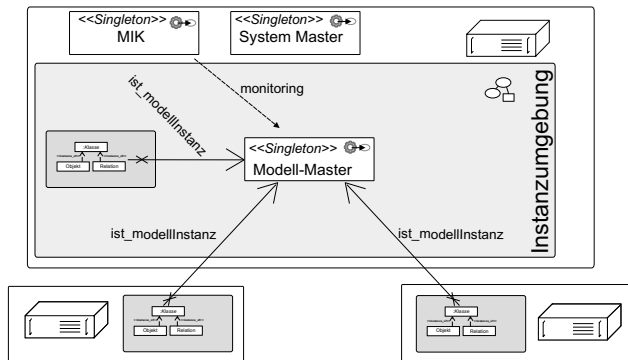 <<Singleton>>
MIK
<<Singleton>>
System Master
Instanzumgebung
ist_modellInstanz
monitoring
<<Singleton>>
Modell-Master
:Klasse
Objekt
Relation
ist_modellInstanz
ist_modellInstanz
:Klasse
Objekt
Relation
:Klasse
Objekt
Relation